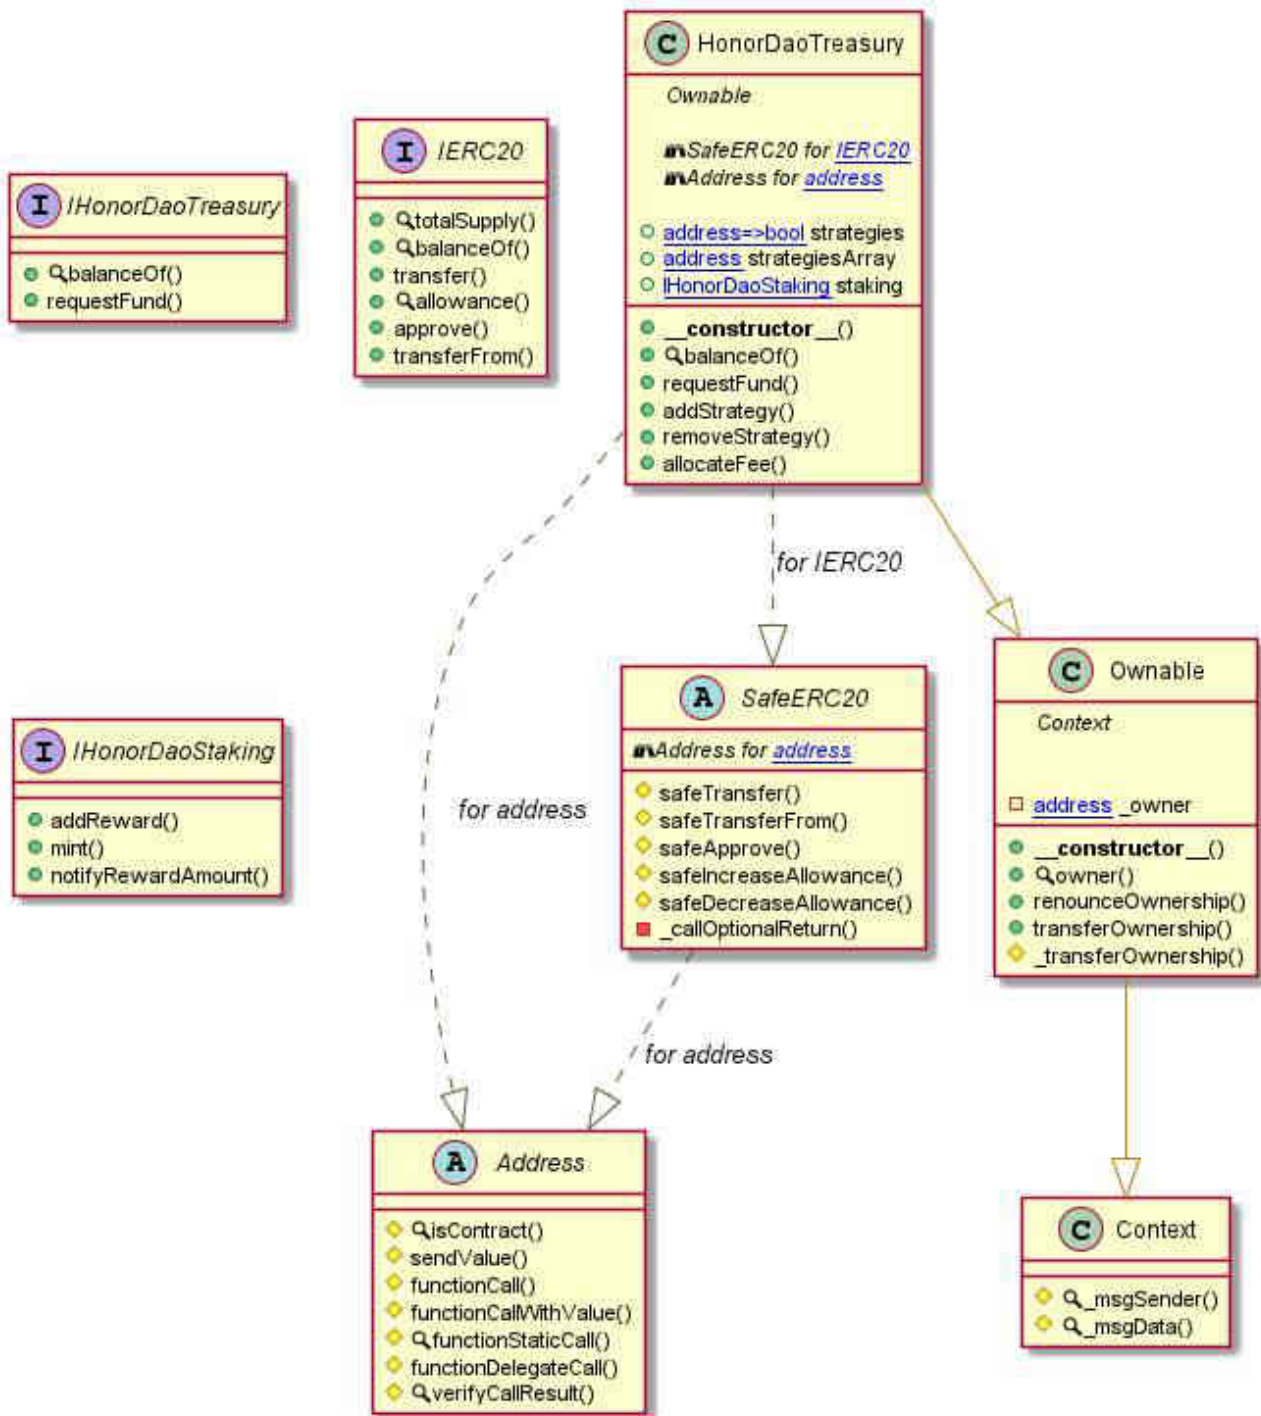 C HonorDaoTreasury
Ownable
SafeERC20 for IERC20
Address for address
address=>bool strategies
address strategiesArray
IHonorDaoStaking staking
__constructor__()
balanceOf()
requestFund()
addStrategy()
removeStrategy()
allocateFee()
I IERC20
totalSupply()
balanceOf()
transfer()
allowance()
approve()
transferFrom()
I IHonorDaoTreasury
balanceOf()
requestFund()
for IERC20
C Ownable
Context
address _owner
__constructor__()
owner()
renounceOwnership()
transferOwnership()
_transferOwnership()
A SafeERC20
Address for address
safeTransfer()
safeTransferFrom()
safeApprove()
safeIncreaseAllowance()
safeDecreaseAllowance()
_callOptionalReturn()
I IHonorDaoStaking
addReward()
mint()
notifyRewardAmount()
for address
for address
A Address
isContract()
sendValue()
functionCall()
functionCallWithValue()
functionStaticCall()
functionDelegateCall()
verifyCallResult()
C Context
_msgSender()
_msgData()